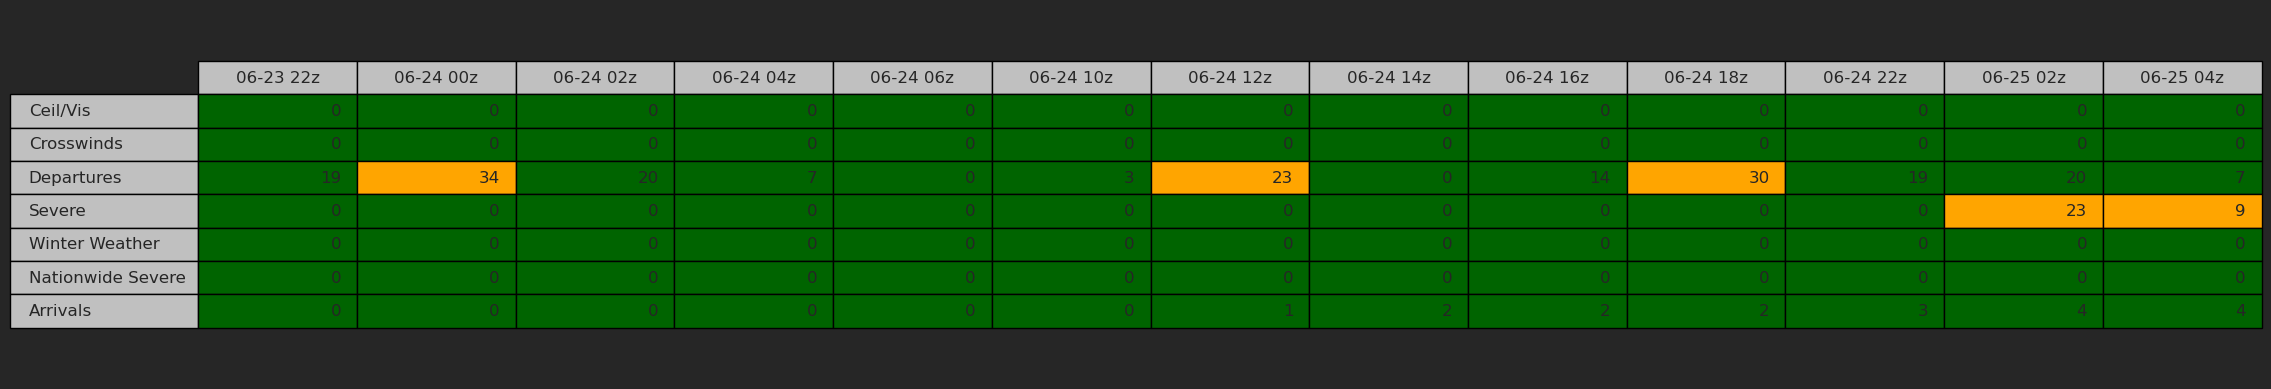 06-23 22z 06-24 00z 06-24 02z 06-24 04z 06-24 06z 06-24 10z 06-24 12z 06-24 14z 06-24 16z 06-24 18z 06-24 22z 06-25 02z 06-25 04z
Ceil/Vis 0 0 0 0 0 0 0 0 0 0 0 0 0
Crosswinds 0 0 0 0 0 0 0 0 0 0 0 0 0
Departures 19 34 20 7 0 3 23 0 14 30 19 20 7
Severe 0 0 0 0 0 0 0 0 0 0 0 23 9
Winter Weather 0 0 0 0 0 0 0 0 0 0 0 0 0
Nationwide Severe 0 0 0 0 0 0 0 0 0 0 0 0 0
Arrivals 0 0 0 0 0 0 1 2 2 2 3 4 4